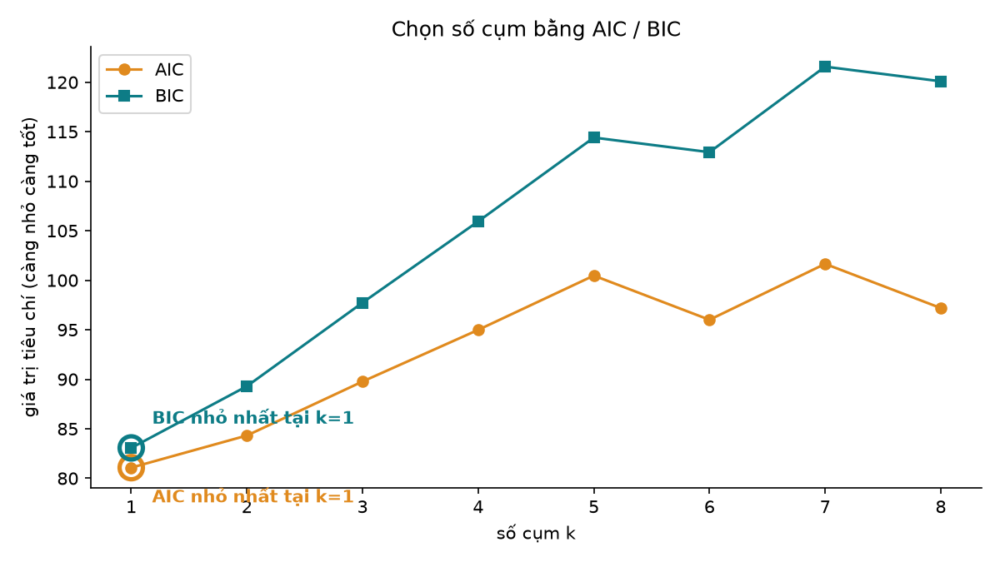 Chọn số cụm bằng AIC / BIC
AIC
BIC
giá trị tiêu chí (càng nhỏ càng tốt)
120
115
110
105
100
95
90
85
80
BIC nhỏ nhất tại k=1
AIC nhỏ nhất tại k=1
1 2 3 4 5 6 7 8
số cụm k